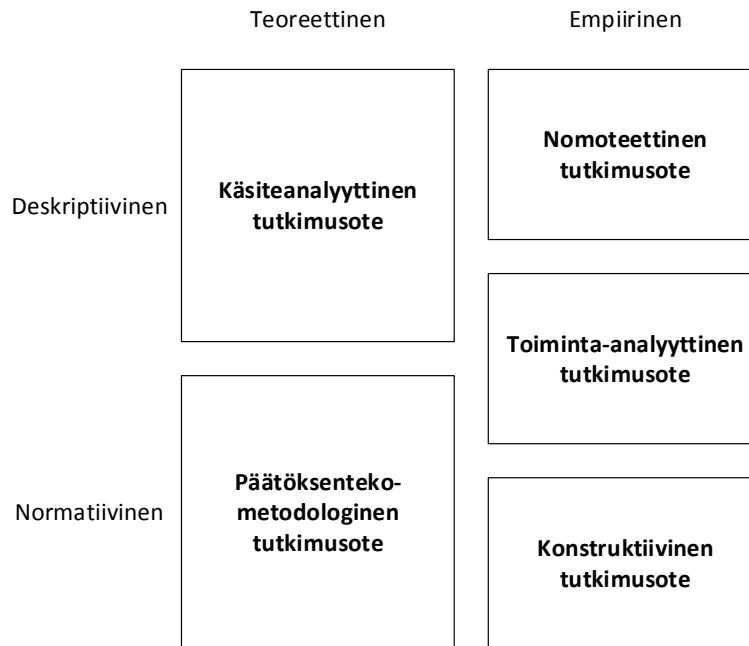 Teoreettinen
Empiirinen
Deskriptiivinen
Käsiteanalyyttinen
tutkimusote
Nomoteettinen
tutkimusote
Toiminta-analyyttinen
tutkimusote
Normatiivinen
Päätöksenteko-
metodologinen
tutkimusote
Konstruktiivinen
tutkimusote